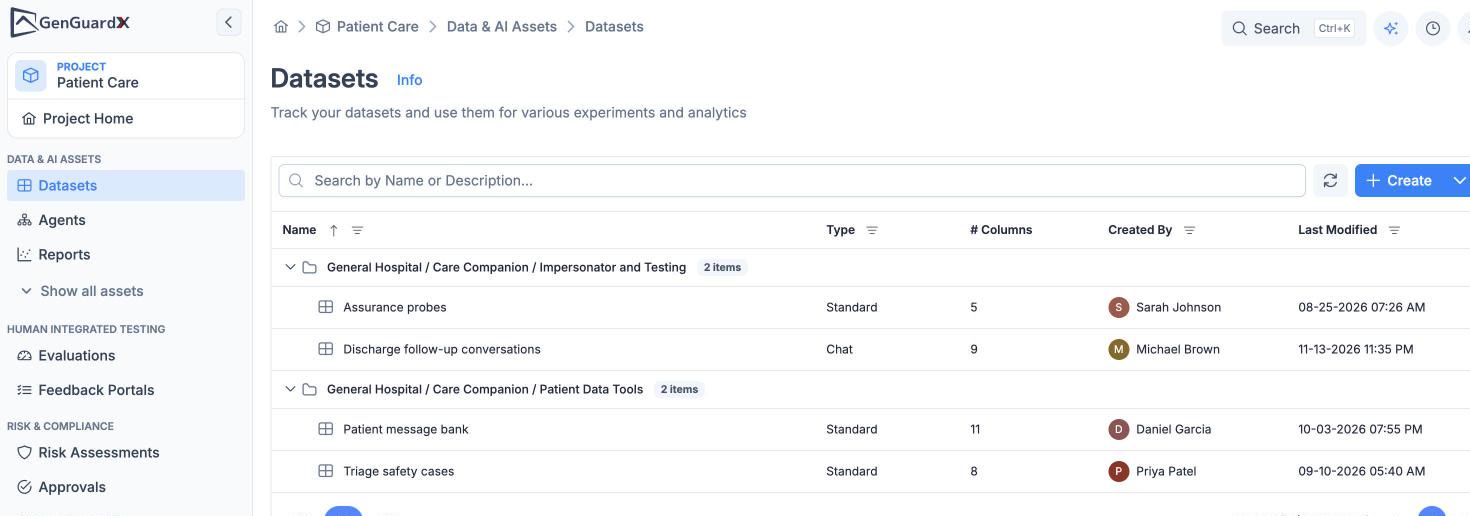 GenGuardX
Patient Care
Data & AI Assets
Datasets
Search
Ctrl+K
PROJECT
Patient Care
Project Home
DATA & AI ASSETS
Datasets
Agents
Reports
Show all assets
HUMAN INTEGRATED TESTING
Evaluations
Feedback Portals
RISK & COMPLIANCE
Risk Assessments
Approvals
Datasets Info
Track your datasets and use them for various experiments and analytics
Search by Name or Description...
Create
Name Type # Columns Created By Last Modified
General Hospital / Care Companion / Impersonator and Testing 2 items
Assurance probes Standard 5 S Sarah Johnson 08-25-2026 07:26 AM
Discharge follow-up conversations Chat 9 M Michael Brown 11-13-2026 11:35 PM
General Hospital / Care Companion / Patient Data Tools 2 items
Patient message bank Standard 11 D Daniel Garcia 10-03-2026 07:55 PM
Triage safety cases Standard 8 P Priya Patel 09-10-2026 05:40 AM